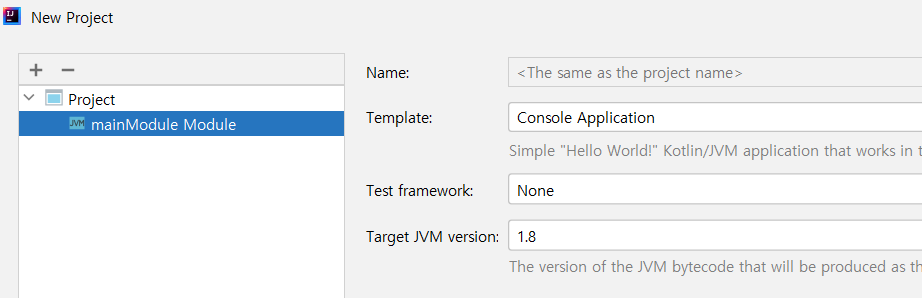 New Project
+ −
Project
JVM mainModule Module
Name: <The same as the project name>
Template: Console Application
Simple "Hello World!" Kotlin/JVM application that works in
Test framework: None
Target JVM version: 1.8
The version of the JVM bytecode that will be produced as